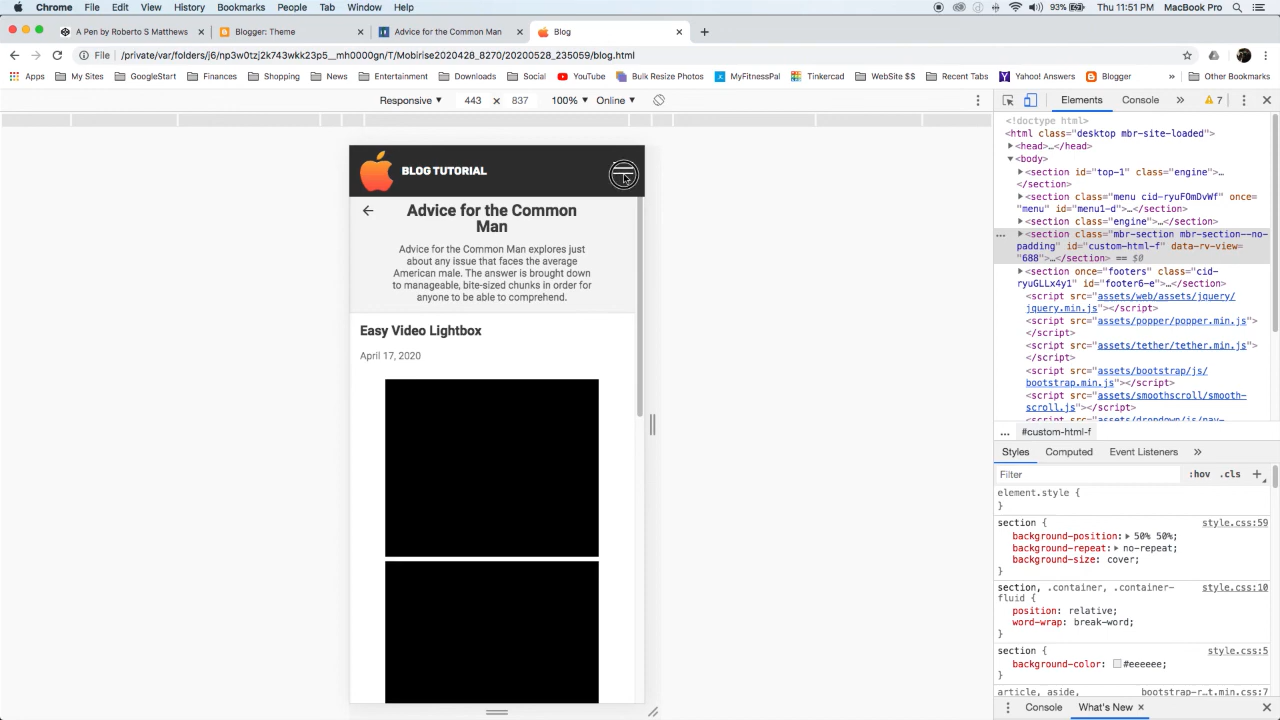 Chrome File Edit View History Bookmarks People Tab Window Help 93% Thu 11:51 PM MacBook Pro
A Pen by Roberto S Matthews Blogger: Theme Advice for the Common Man Blog
File /private/var/folders/j6/np3w0tzj2k743wkk23p5__mh0000gn/T/Mobirise20200428_8270/20200528_235059/blog.html
Apps My Sites GoogleStart Finances Shopping News Entertainment Downloads Social YouTube Bulk Resize Photos MyFitnessPal Tinkercad WebSite $$ Recent Tabs Yahoo! Answers Blogger » Other Bookmarks
Responsive 443 × 837 100% Online
BLOG TUTORIAL
Advice for the Common
Man
Advice for the Common Man explores just
about any issue that faces the average
American male. The answer is brought down
to manageable, bite-sized chunks in order for
anyone to be able to comprehend.
Easy Video Lightbox
April 17, 2020
Elements Console » 7
<!doctype html>
<html class="desktop mbr-site-loaded">
<head>…</head>
<body>
<section id="top-1" class="engine">…
</section>
<section class="menu cid-ryuFOmDvWf" once=
"menu" id="menu1-d">…</section>
<section class="engine">…</section>
<section class="mbr-section mbr-section--no-
padding" id="custom-html-f" data-rv-view=
"688">…</section> == $0
<section once="footers" class="cid-
ryuGLLx4y1" id="footer6-e">…</section>
<script src="assets/web/assets/jquery/
jquery.min.js"></script>
<script src="assets/popper/popper.min.js">
</script>
<script src="assets/tether/tether.min.js">
</script>
<script src="assets/bootstrap/js/
bootstrap.min.js"></script>
<script src="assets/smoothscroll/smooth-
scroll.js"></script>
<script src="assets/dropdown/js/nav-
... #custom-html-f
Styles Computed Event Listeners »
Filter :hov .cls +
element.style {
}
section { style.css:59
background-position: 50% 50%;
background-repeat: no-repeat;
background-size: cover;
}
section, .container, .container- style.css:10
fluid {
position: relative;
word-wrap: break-word;
}
section { style.css:5
background-color: #eeeeee;
}
article, aside, bootstrap-r…t.min.css:7
Console What's New ×